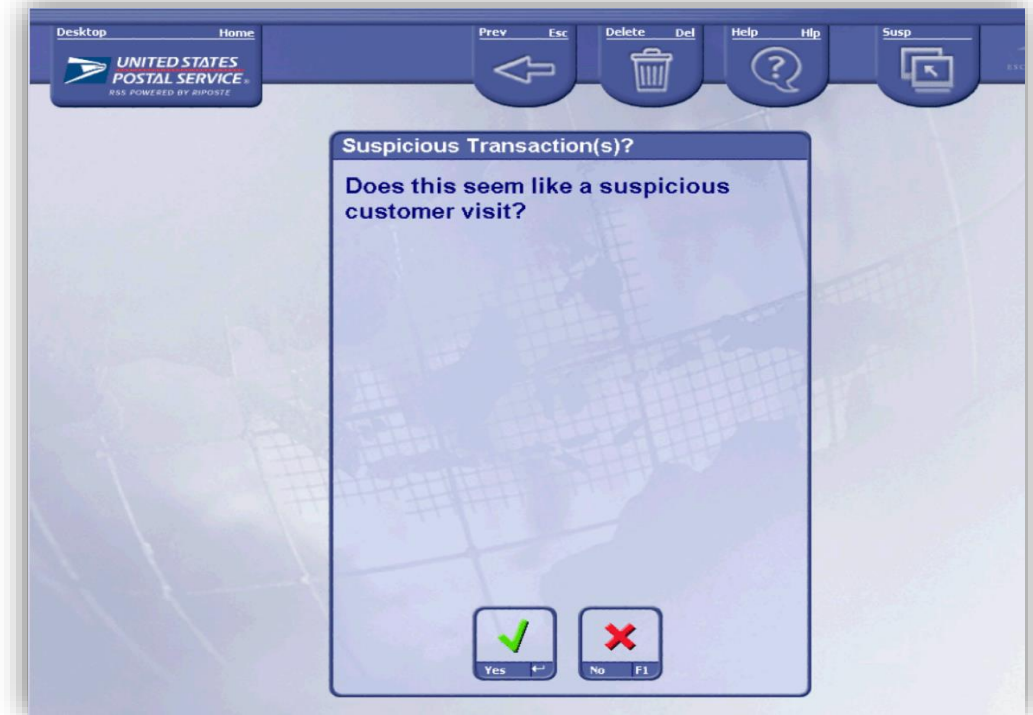 Desktop Home
UNITED STATES
POSTAL SERVICE®
RSS POWERED BY RIPOSTE
Prev Esc
Delete Del
Help Hlp
Susp
Suspicious Transaction(s)?
Does this seem like a suspicious
customer visit?
Yes ↵
No F1